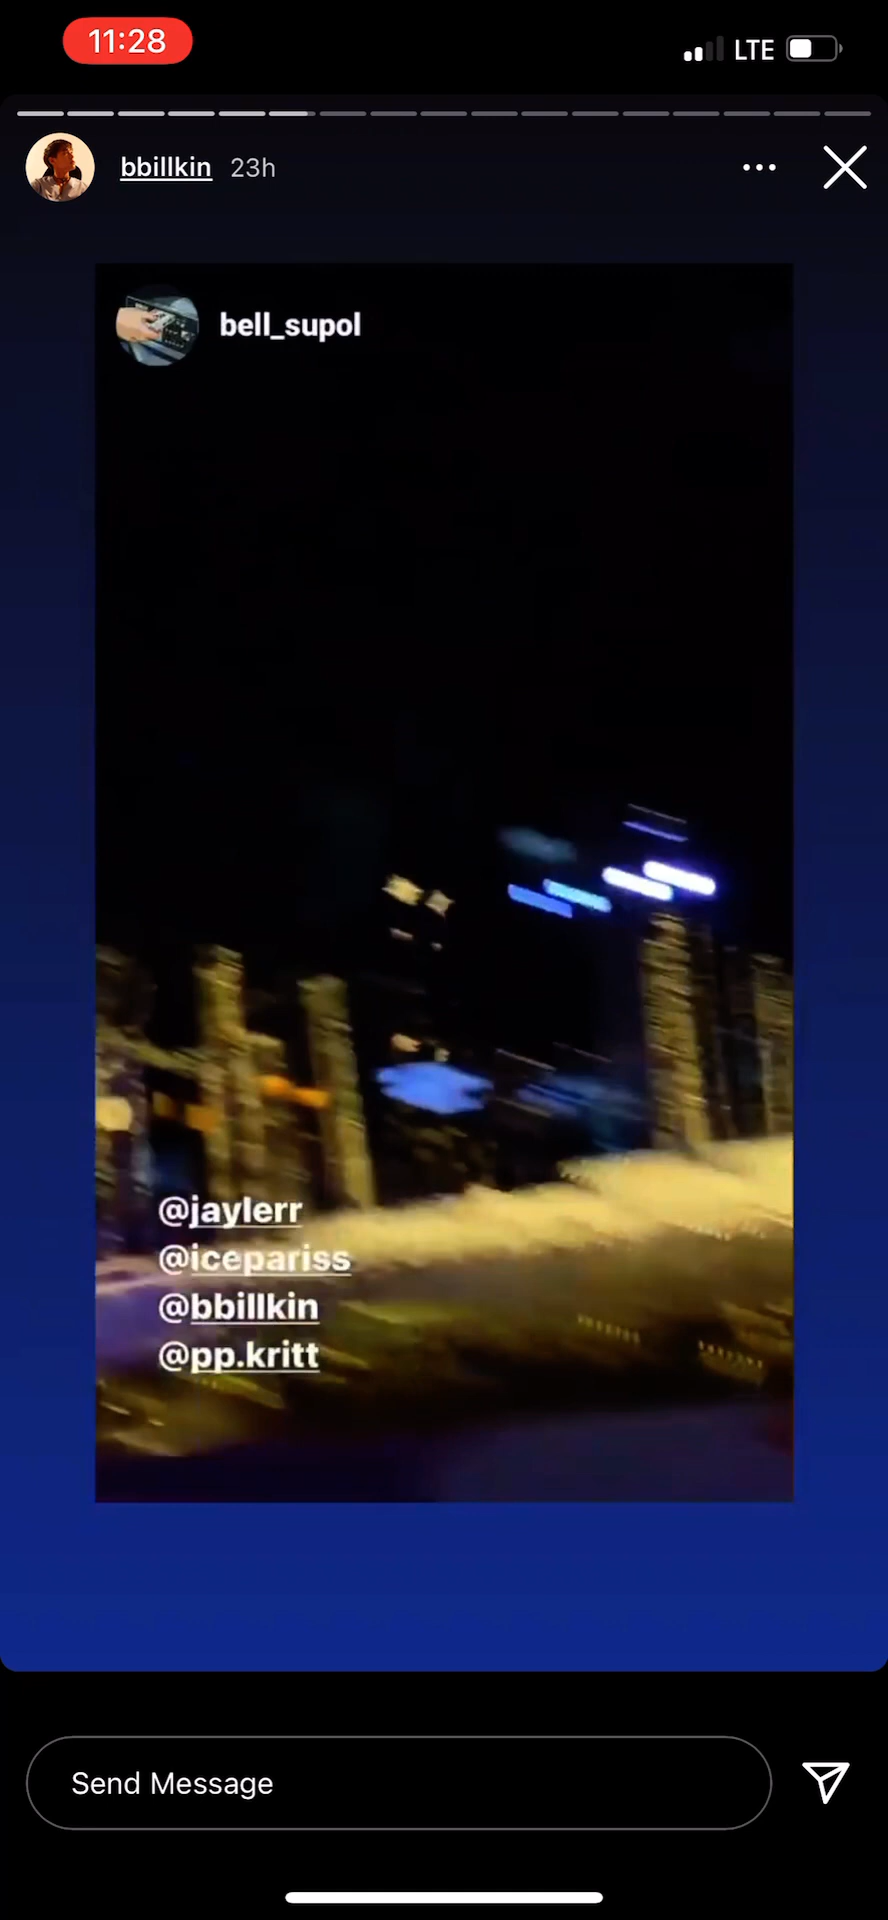 11:28 LTE
bbillkin 23h
bell_supol
@jaylerr
@icepariss
@bbillkin
@pp.kritt
Send Message